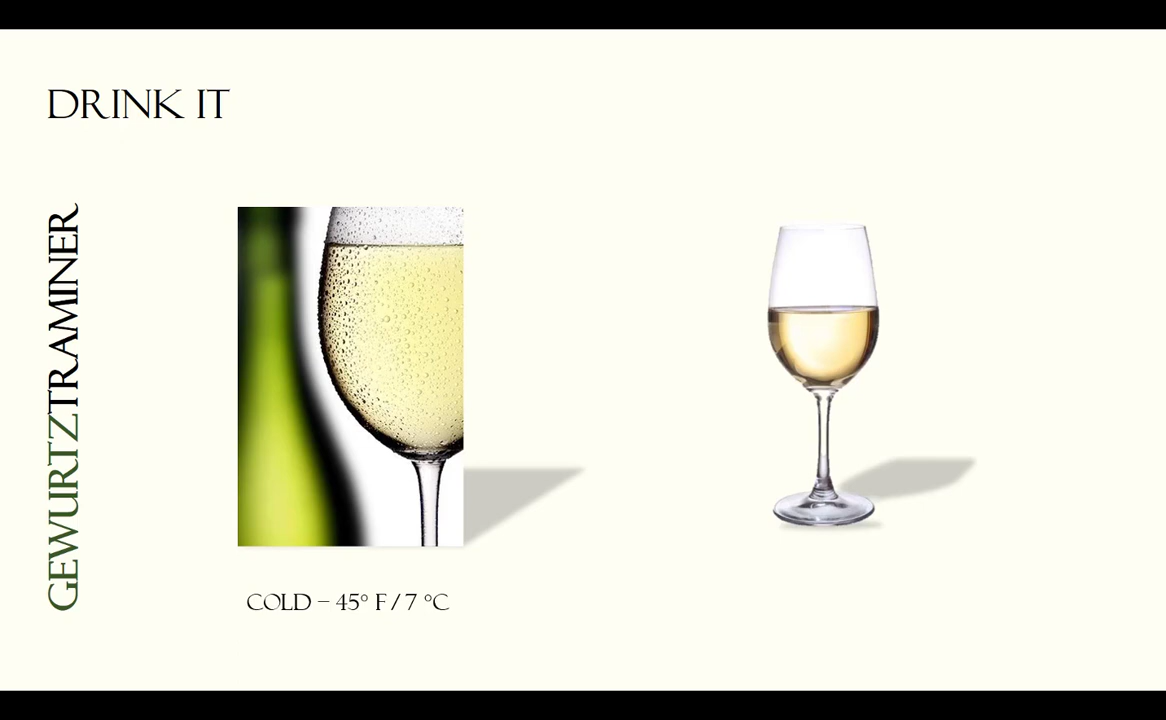 DRINK IT
GEWURTZTRAMINER
COLD – 45° F / 7 °C